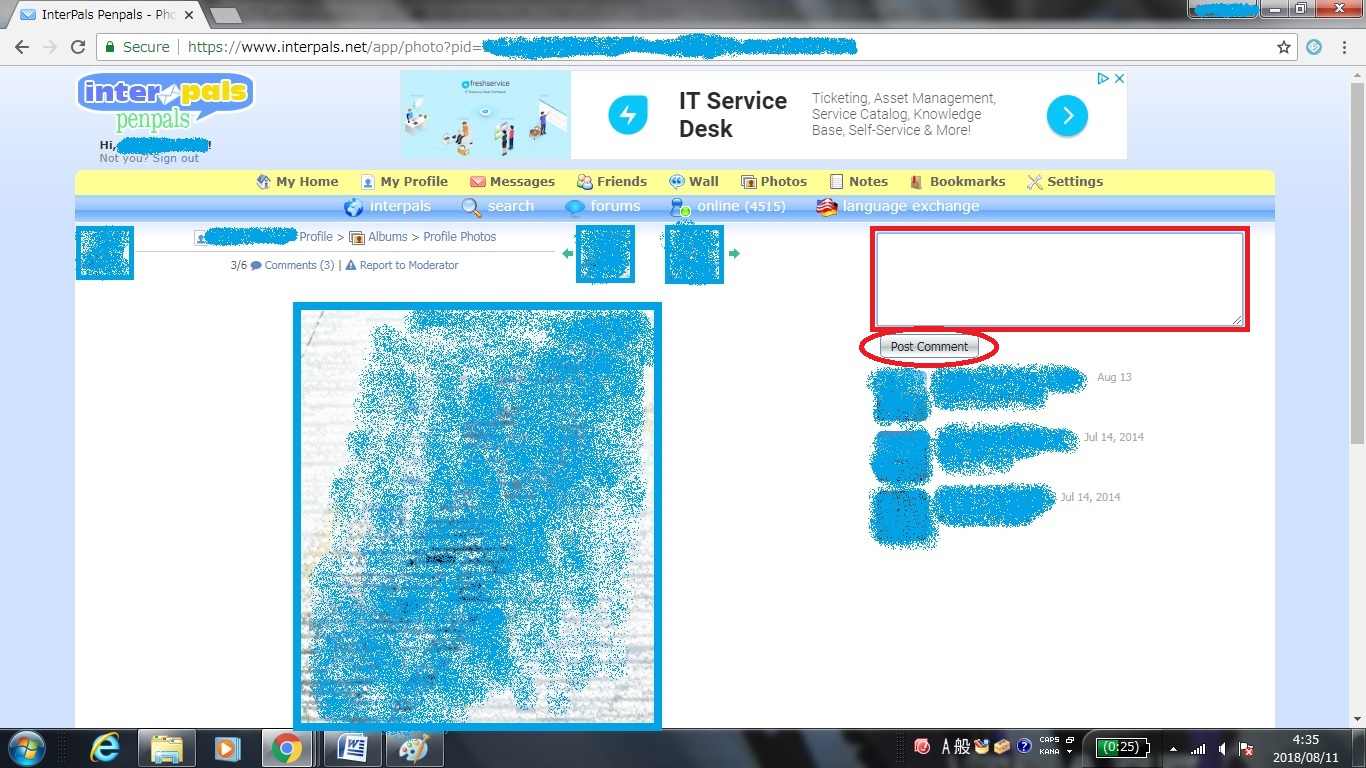 InterPals Penpals - Pho
Secure
https://www.interpals.net/app/photo?pid=
inter pals
penpals
Hi, !
Not you? Sign out
freshservice
IT Service
Desk
Ticketing, Asset Management,
Service Catalog, Knowledge
Base, Self-Service & More!
My Home My Profile Messages Friends Wall Photos Notes Bookmarks Settings
interpals search forums online (4515) language exchange
Profile > Albums > Profile Photos
3/6 Comments (3) | Report to Moderator
Post Comment
Aug 13
Jul 14, 2014
Jul 14, 2014
A 般
CAPS
KANA
(0:25)
4:35
2018/08/11